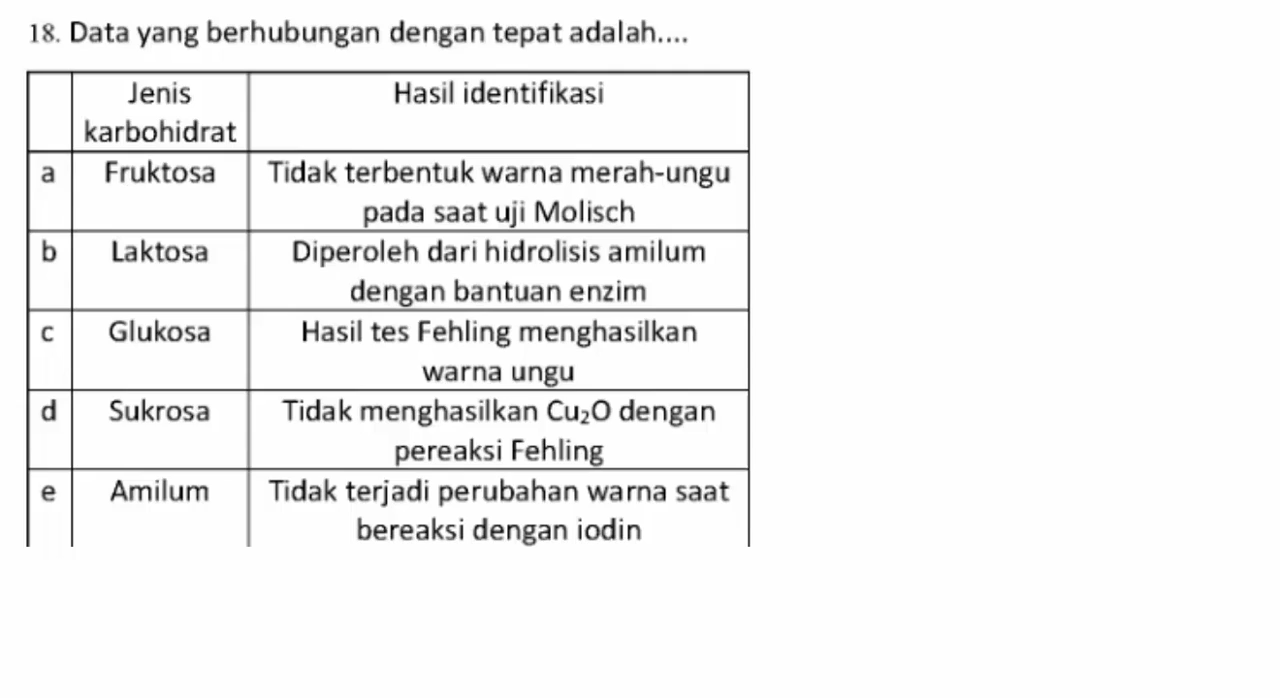 18. Data yang berhubungan dengan tepat adalah....
Jenis karbohidrat
Hasil identifikasi
a
Fruktosa
Tidak terbentuk warna merah-ungu
pada saat uji Molisch
b
Laktosa
Diperoleh dari hidrolisis amilum
dengan bantuan enzim
c
Glukosa
Hasil tes Fehling menghasilkan
warna ungu
d
Sukrosa
Tidak menghasilkan Cu₂O dengan
pereaksi Fehling
e
Amilum
Tidak terjadi perubahan warna saat
bereaksi dengan iodin